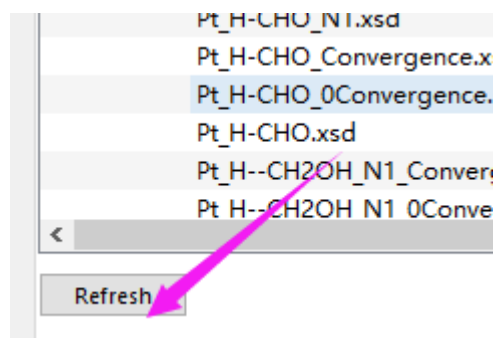 Pt_H-CHO_N1.xsd
Pt_H-CHO_Convergence.x
Pt_H-CHO_0Convergence.
Pt_H-CHO.xsd
Pt_H--CH2OH_N1_Converg
Pt_H--CH2OH_N1_0Conve
Refresh